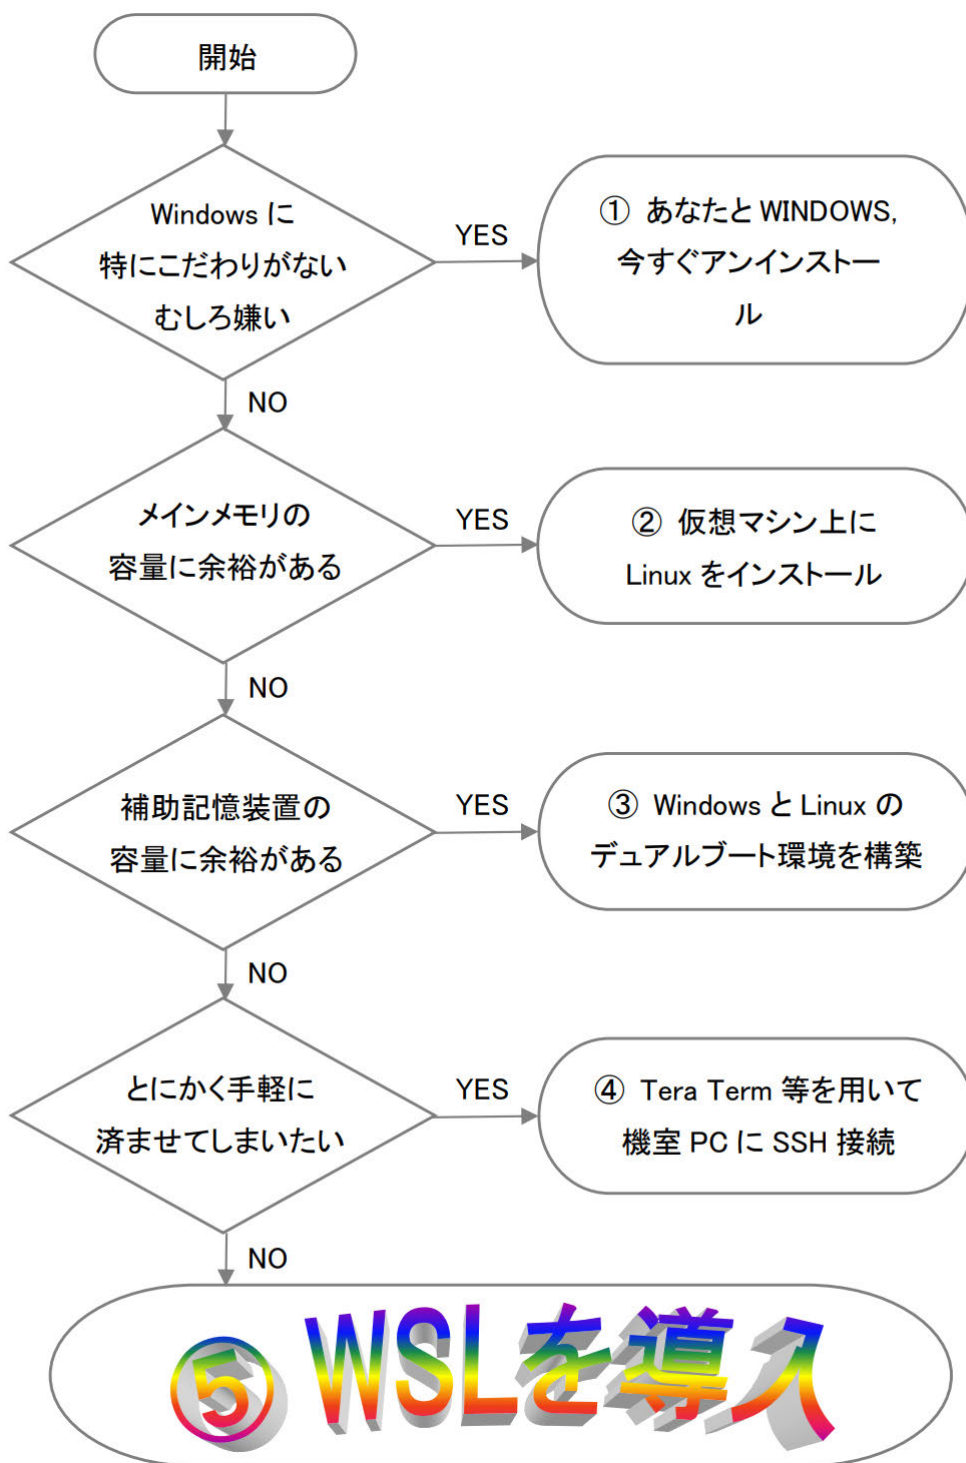 開始
Windows に
特にこだわりがない
むしろ嫌い
YES
① あなたと WINDOWS,
今すぐアンインストー
ル
NO
メインメモリの
容量に余裕がある
YES
② 仮想マシン上に
Linux をインストール
NO
補助記憶装置の
容量に余裕がある
YES
③ Windows と Linux の
デュアルブート環境を構築
NO
とにかく手軽に
済ませてしまいたい
YES
④ Tera Term 等を用いて
機室 PC に SSH 接続
NO
⑤ WSLを導入